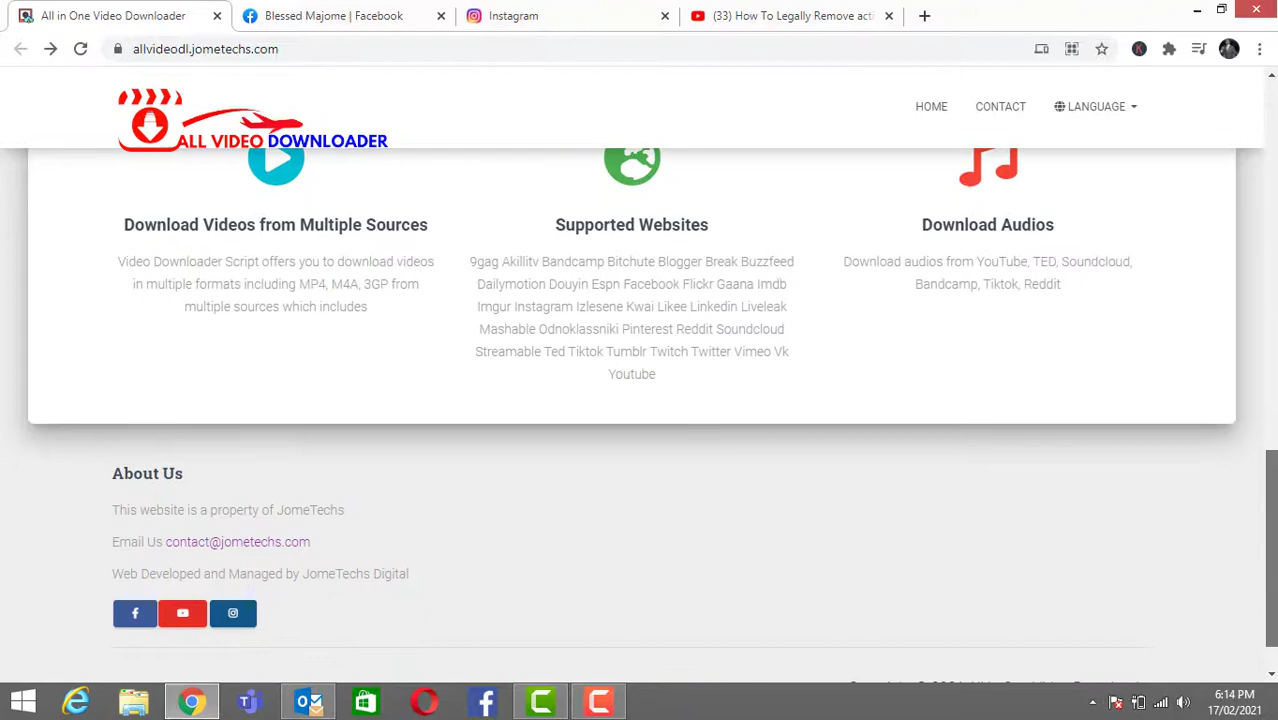 All in One Video Downloader
Blessed Majome | Facebook
Instagram
(33) How To Legally Remove acti
allvideodl.jometechs.com
ALL VIDEO DOWNLOADER
HOME
CONTACT
LANGUAGE
Download Videos from Multiple Sources
Video Downloader Script offers you to download videos
in multiple formats including MP4, M4A, 3GP from
multiple sources which includes
Supported Websites
9gag Akillitv Bandcamp Bitchute Blogger Break Buzzfeed
Dailymotion Douyin Espn Facebook Flickr Gaana Imdb
Imgur Instagram Izlesene Kwai Likee Linkedin Liveleak
Mashable Odnoklassniki Pinterest Reddit Soundcloud
Streamable Ted Tiktok Tumblr Twitch Twitter Vimeo Vk
Youtube
Download Audios
Download audios from YouTube, TED, Soundcloud,
Bandcamp, Tiktok, Reddit
About Us
This website is a property of JomeTechs
Email Us contact@jometechs.com
Web Developed and Managed by JomeTechs Digital
6:14 PM
17/02/2021